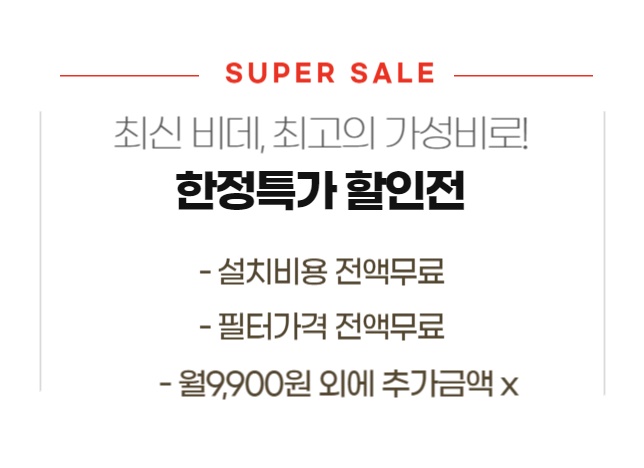 SUPER SALE
최신 비데, 최고의 가성비로!
한정특가 할인전
- 설치비용 전액무료
- 필터가격 전액무료
- 월9,900원 외에 추가금액 x